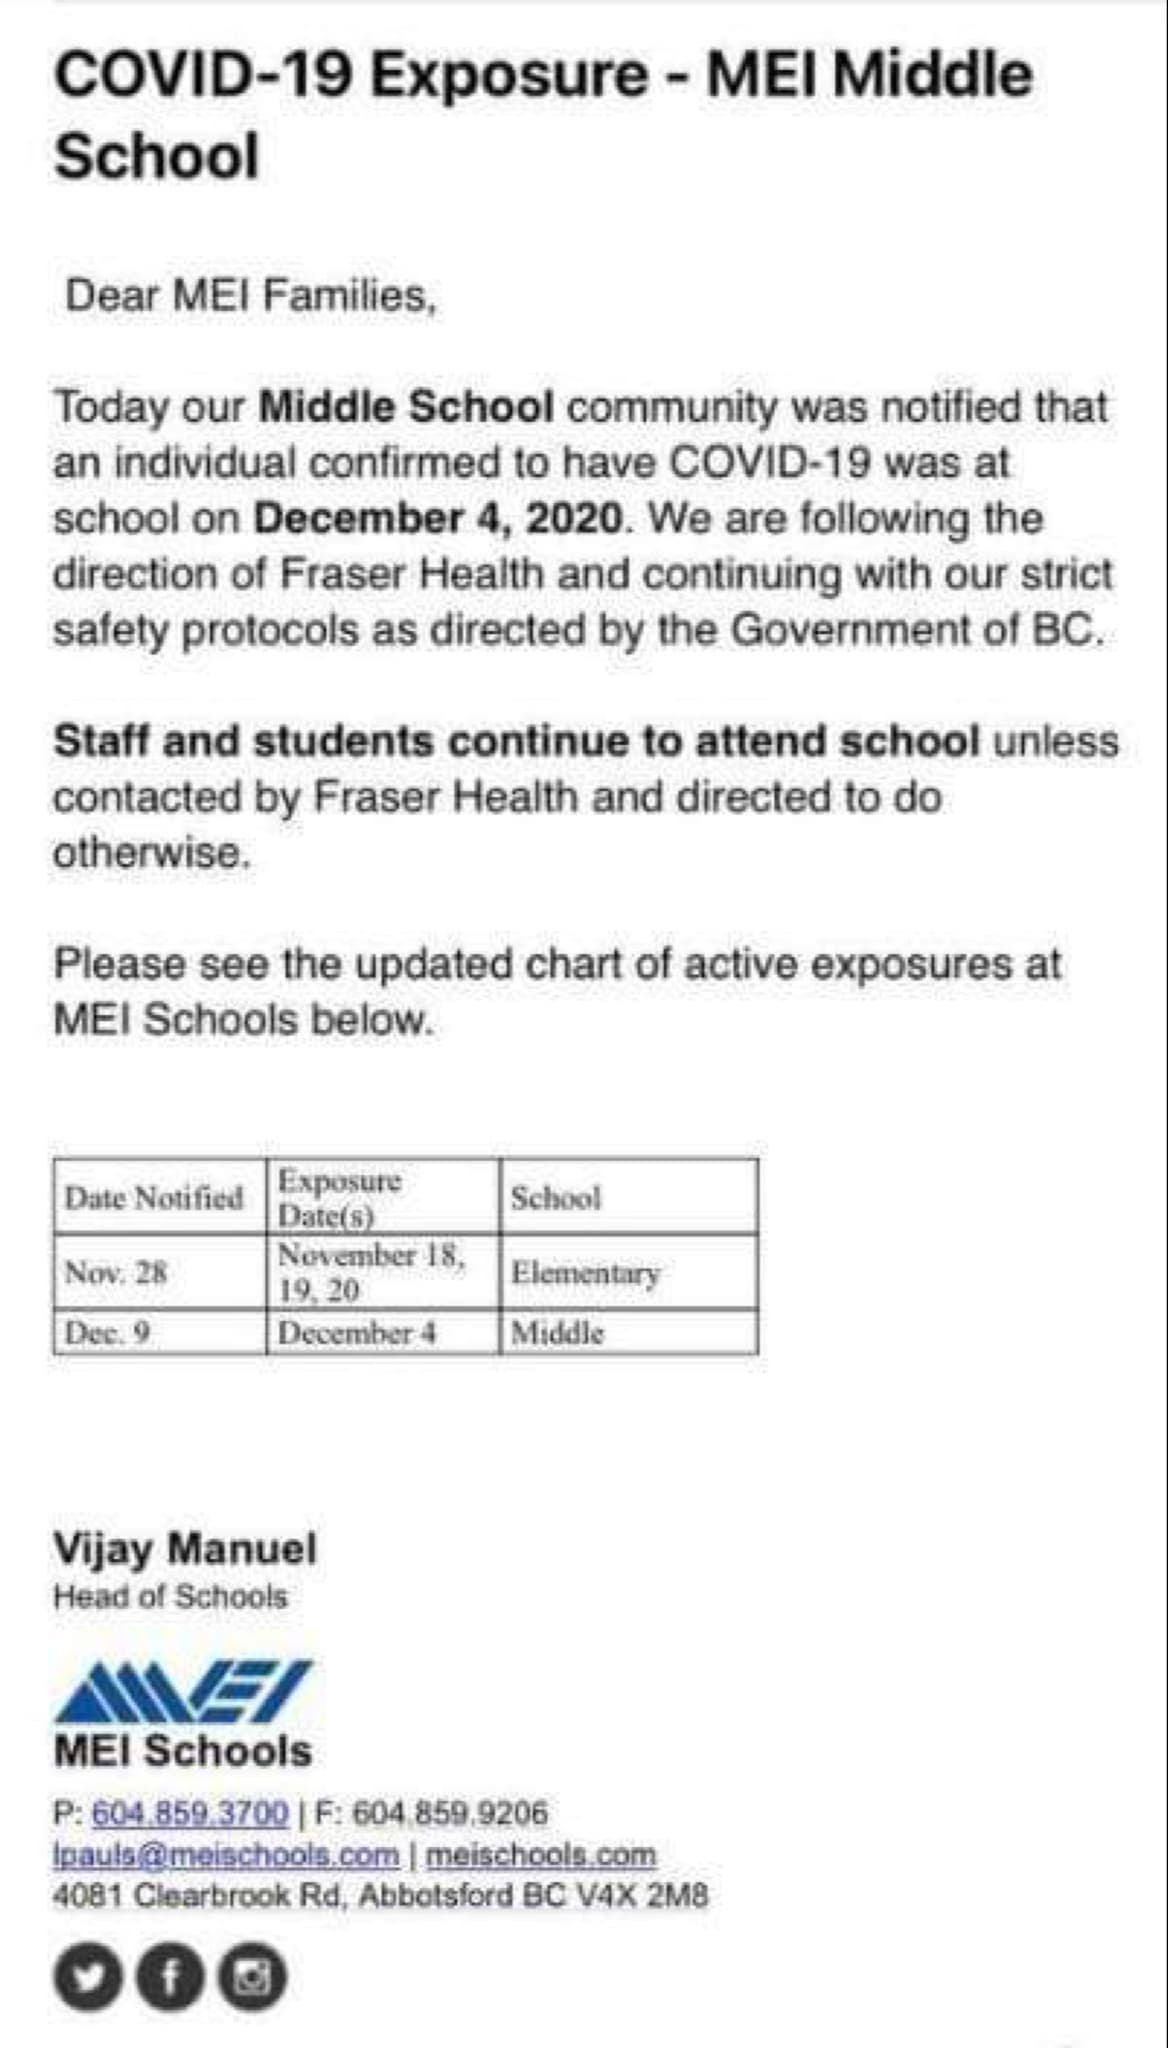 COVID-19 Exposure - MEI Middle
School
Dear MEI Families,
Today our Middle School community was notified that
an individual confirmed to have COVID-19 was at
school on December 4, 2020. We are following the
direction of Fraser Health and continuing with our strict
safety protocols as directed by the Government of BC.
Staff and students continue to attend school unless
contacted by Fraser Health and directed to do
otherwise.
Please see the updated chart of active exposures at
MEI Schools below.
Date Notified Exposure Date(s) School
Nov. 28 November 18, 19, 20 Elementary
Dec. 9 December 4 Middle
Vijay Manuel
Head of Schools
MEI
MEI Schools
P: 604.859.3700 | F: 604.859.9206
lpauls@meischools.com | meischools.com
4081 Clearbrook Rd, Abbotsford BC V4X 2M8